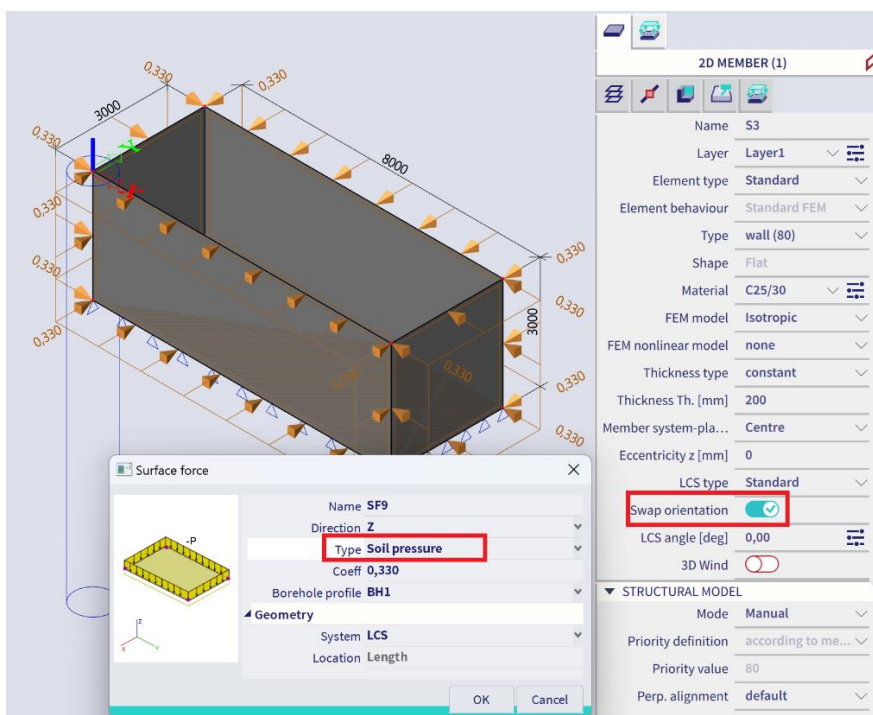 0,330
0,330
3000
0,330
8000
0,330
0,330
0,330
0,330
3000
0,330
0,330
0,330
2D MEMBER (1)
Name S3
Layer Layer1
Element type Standard
Element behaviour Standard FEM
Type wall (80)
Shape Flat
Material C25/30
FEM model Isotropic
FEM nonlinear model none
Thickness type constant
Thickness Th. [mm] 200
Member system-pla... Centre
Eccentricity z [mm] 0
LCS type Standard
Swap orientation
LCS angle [deg] 0,00
3D Wind
STRUCTURAL MODEL
Mode Manual
Priority definition according to me...
Priority value 80
Perp. alignment default
Surface force
-P
z
x
Y
Name SF9
Direction Z
Type Soil pressure
Coeff 0,330
Borehole profile BH1
Geometry
System LCS
Location Length
OK Cancel